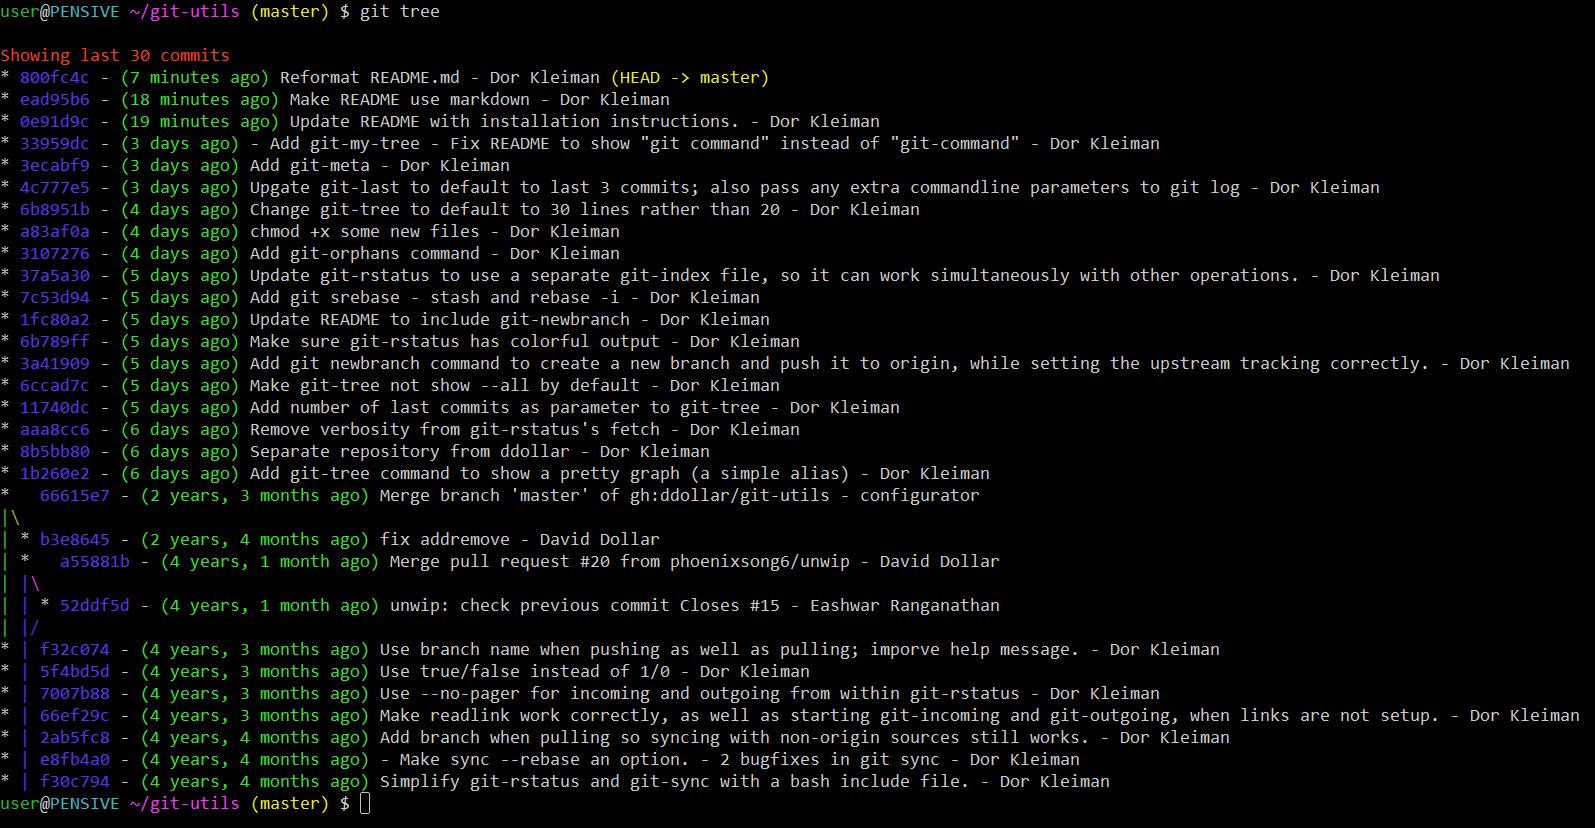 user@PENSIVE ~/git-utils (master) $ git tree
Showing last 30 commits
* 800fc4c - (7 minutes ago) Reformat README.md - Dor Kleiman (HEAD -> master)
* ead95b6 - (18 minutes ago) Make README use markdown - Dor Kleiman
* 0e91d9c - (19 minutes ago) Update README with installation instructions. - Dor Kleiman
* 33959dc - (3 days ago) - Add git-my-tree - Fix README to show "git command" instead of "git-command" - Dor Kleiman
* 3ecabf9 - (3 days ago) Add git-meta - Dor Kleiman
* 4c777e5 - (3 days ago) Upgate git-last to default to last 3 commits; also pass any extra commandline parameters to git log - Dor Kleiman
* 6b8951b - (4 days ago) Change git-tree to default to 30 lines rather than 20 - Dor Kleiman
* a83af0a - (4 days ago) chmod +x some new files - Dor Kleiman
* 3107276 - (4 days ago) Add git-orphans command - Dor Kleiman
* 37a5a30 - (5 days ago) Update git-rstatus to use a separate git-index file, so it can work simultaneously with other operations. - Dor Kleiman
* 7c53d94 - (5 days ago) Add git srebase - stash and rebase -i - Dor Kleiman
* 1fc80a2 - (5 days ago) Update README to include git-newbranch - Dor Kleiman
* 6b789ff - (5 days ago) Make sure git-rstatus has colorful output - Dor Kleiman
* 3a41909 - (5 days ago) Add git newbranch command to create a new branch and push it to origin, while setting the upstream tracking correctly. - Dor Kleiman
* 6ccad7c - (5 days ago) Make git-tree not show --all by default - Dor Kleiman
* 11740dc - (5 days ago) Add number of last commits as parameter to git-tree - Dor Kleiman
* aaa8cc6 - (6 days ago) Remove verbosity from git-rstatus's fetch - Dor Kleiman
* 8b5bb80 - (6 days ago) Separate repository from ddollar - Dor Kleiman
* 1b260e2 - (6 days ago) Add git-tree command to show a pretty graph (a simple alias) - Dor Kleiman
*   66615e7 - (2 years, 3 months ago) Merge branch 'master' of gh:ddollar/git-utils - configurator
|\
| * b3e8645 - (2 years, 4 months ago) fix addremove - David Dollar
| *   a55881b - (4 years, 1 month ago) Merge pull request #20 from phoenixsong6/unwip - David Dollar
| |\
| | * 52ddf5d - (4 years, 1 month ago) unwip: check previous commit Closes #15 - Eashwar Ranganathan
| |/
* | f32c074 - (4 years, 3 months ago) Use branch name when pushing as well as pulling; imporve help message. - Dor Kleiman
* | 5f4bd5d - (4 years, 3 months ago) Use true/false instead of 1/0 - Dor Kleiman
* | 7007b88 - (4 years, 3 months ago) Use --no-pager for incoming and outgoing from within git-rstatus - Dor Kleiman
* | 66ef29c - (4 years, 3 months ago) Make readlink work correctly, as well as starting git-incoming and git-outgoing, when links are not setup. - Dor Kleiman
* | 2ab5fc8 - (4 years, 4 months ago) Add branch when pulling so syncing with non-origin sources still works. - Dor Kleiman
* | e8fb4a0 - (4 years, 4 months ago) - Make sync --rebase an option. - 2 bugfixes in git sync - Dor Kleiman
* | f30c794 - (4 years, 4 months ago) Simplify git-rstatus and git-sync with a bash include file. - Dor Kleiman
user@PENSIVE ~/git-utils (master) $